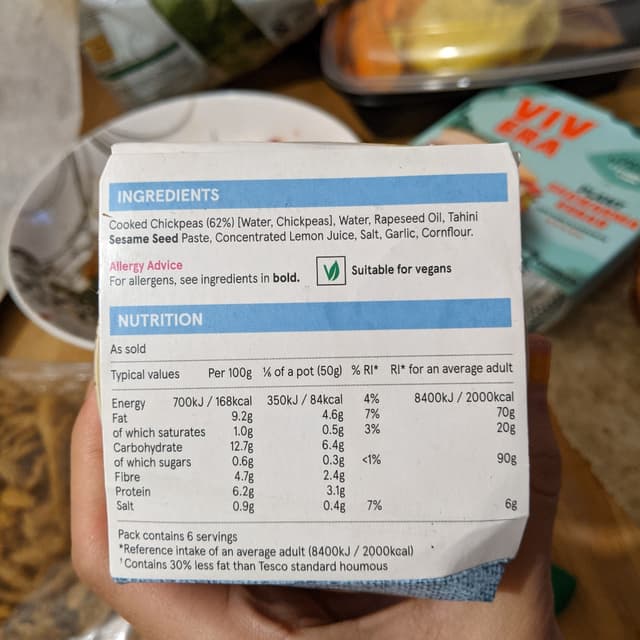 VIV
ERA
INGREDIENTS
Cooked Chickpeas (62%) [Water, Chickpeas], Water, Rapeseed Oil, Tahini
Sesame Seed Paste, Concentrated Lemon Juice, Salt, Garlic, Cornflour.
Allergy Advice
For allergens, see ingredients in bold.
Suitable for vegans
NUTRITION
As sold
Typical values Per 100g ⅙ of a pot (50g) % RI* RI* for an average adult
Energy 700kJ / 168kcal 350kJ / 84kcal 4% 8400kJ / 2000kcal
Fat 9.2g 4.6g 7% 70g
of which saturates 1.0g 0.5g 3% 20g
Carbohydrate 12.7g 6.4g
of which sugars 0.6g 0.3g <1% 90g
Fibre 4.7g 2.4g
Protein 6.2g 3.1g
Salt 0.9g 0.4g 7% 6g
Pack contains 6 servings
*Reference intake of an average adult (8400kJ / 2000kcal)
†Contains 30% less fat than Tesco standard houmous